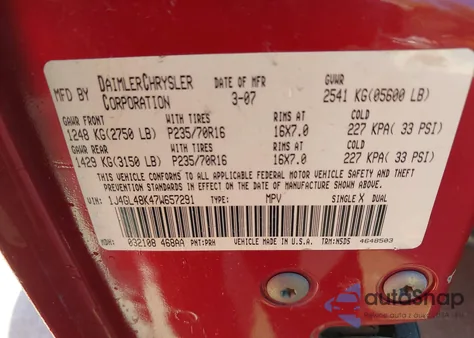 MFD BY DAIMLERCHRYSLER CORPORATION DATE OF MFR 3-07 GVWR 2541 KG(05600 LB)
GAWR FRONT WITH TIRES RIMS AT COLD
1248 KG(2750 LB) P235/70R16 16X7.0 227 KPA( 33 PSI)
GAWR REAR WITH TIRES RIMS AT COLD
1429 KG(3150 LB) P235/70R16 16X7.0 227 KPA( 33 PSI)
THIS VEHICLE CONFORMS TO ALL APPLICABLE FEDERAL MOTOR VEHICLE SAFETY AND
THEFT PREVENTION STANDARDS IN EFFECT ON THE DATE OF MANUFACTURE SHOWN ABOVE.
VIN: 1J4GL48K47W657291 TYPE: MPV SINGLE X DUAL
MDH: 032108 468AA PNT: PRH VEHICLE MADE IN U.S.A. TRM: N5DS 4648503
autosnap